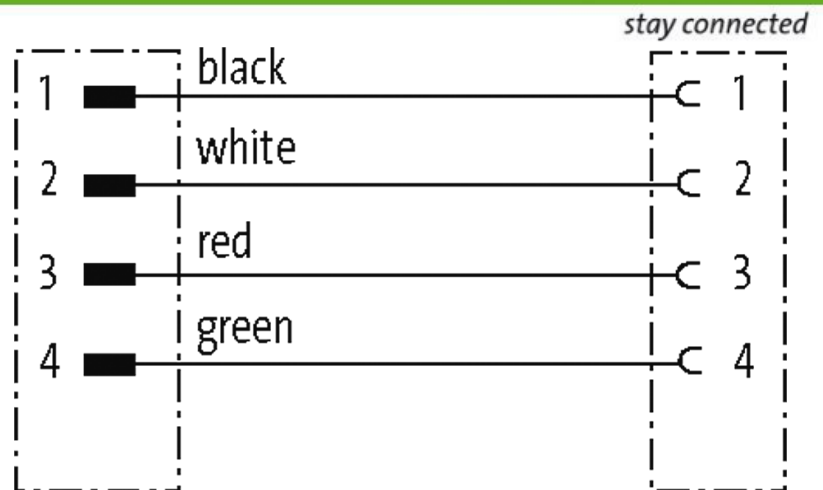 stay connected
1 black 1
2 white 2
3 red 3
4 green 4